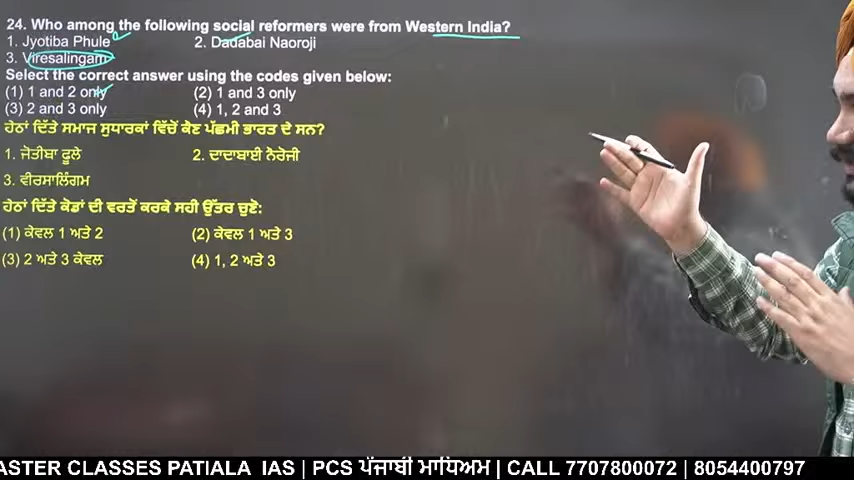 24. Who among the following social reformers were from Western India?
1. Jyotiba Phule 2. Dadabai Naoroji
3. Viresalingam
Select the correct answer using the codes given below:
(1) 1 and 2 only (2) 1 and 3 only
(3) 2 and 3 only (4) 1, 2 and 3
ਹੇਠਾਂ ਦਿੱਤੇ ਸਮਾਜ ਸੁਧਾਰਕਾਂ ਵਿੱਚੋਂ ਕੌਣ ਪੱਛਮੀ ਭਾਰਤ ਦੇ ਸਨ?
1. ਜੋਤੀਬਾ ਫੂਲੇ 2. ਦਾਦਾਬਾਈ ਨੈਰੋਜੀ
3. ਵੀਰਸਾਲਿੰਗਮ
ਹੇਠਾਂ ਦਿੱਤੇ ਕੋਡਾਂ ਦੀ ਵਰਤੋਂ ਕਰਕੇ ਸਹੀ ਉੱਤਰ ਚੁਣੋ:
(1) ਕੇਵਲ 1 ਅਤੇ 2 (2) ਕੇਵਲ 1 ਅਤੇ 3
(3) 2 ਅਤੇ 3 ਕੇਵਲ (4) 1, 2 ਅਤੇ 3
ASTER CLASSES PATIALA IAS | PCS ਪੰਜਾਬੀ ਮਾਧਿਅਮ | CALL 7707800072 | 8054400797